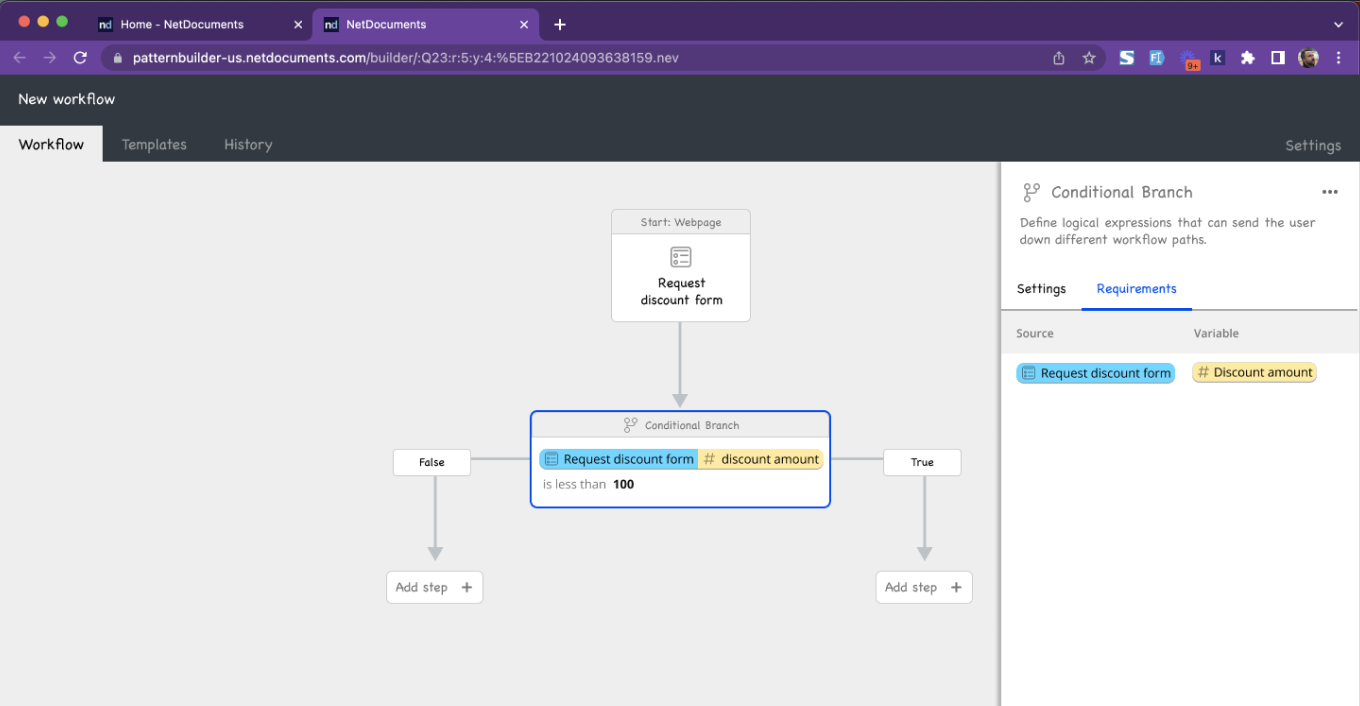 nd Home - NetDocuments
nd NetDocuments
patternbuilder-us.netdocuments.com/builder/:Q23:r:5:y:4:%5EB221024093638159.nev
S FI 9+ k
New workflow
Workflow Templates History Settings
Start: Webpage
Request
discount form
Conditional Branch
Request discount form # discount amount
is less than 100
False
True
Add step +
Add step +
Conditional Branch
Define logical expressions that can send the user
down different workflow paths.
Settings Requirements
Source Variable
Request discount form # Discount amount